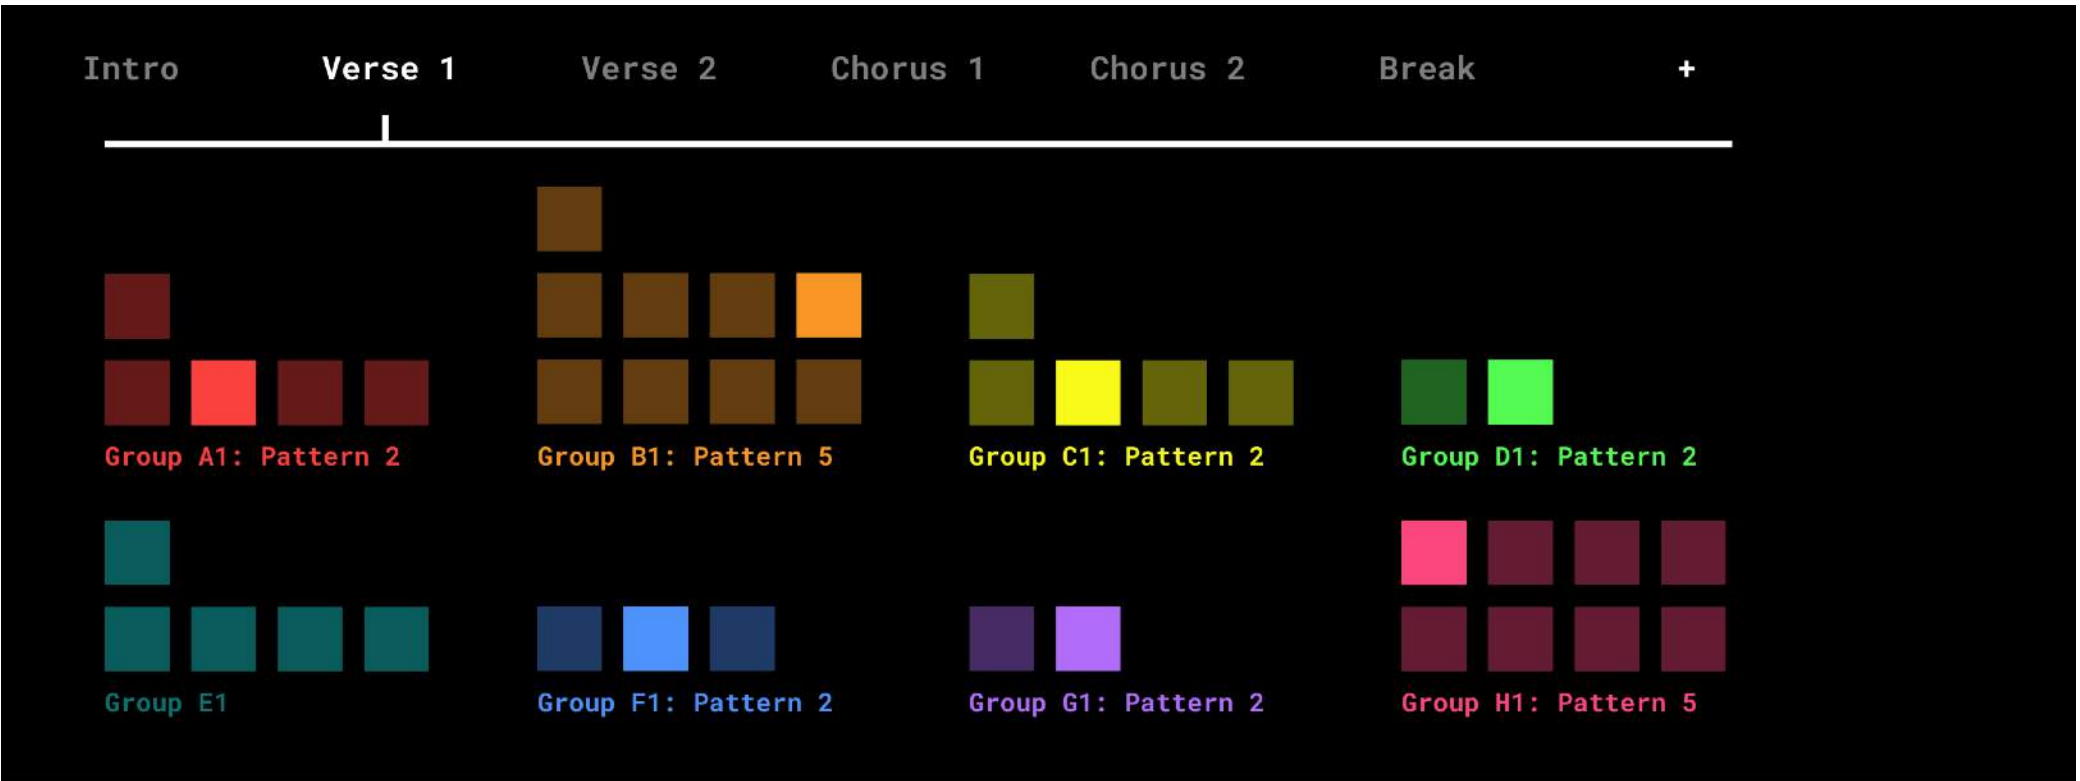 Intro Verse 1 Verse 2 Chorus 1 Chorus 2 Break +
Group A1: Pattern 2 Group B1: Pattern 5 Group C1: Pattern 2 Group D1: Pattern 2
Group E1 Group F1: Pattern 2 Group G1: Pattern 2 Group H1: Pattern 5